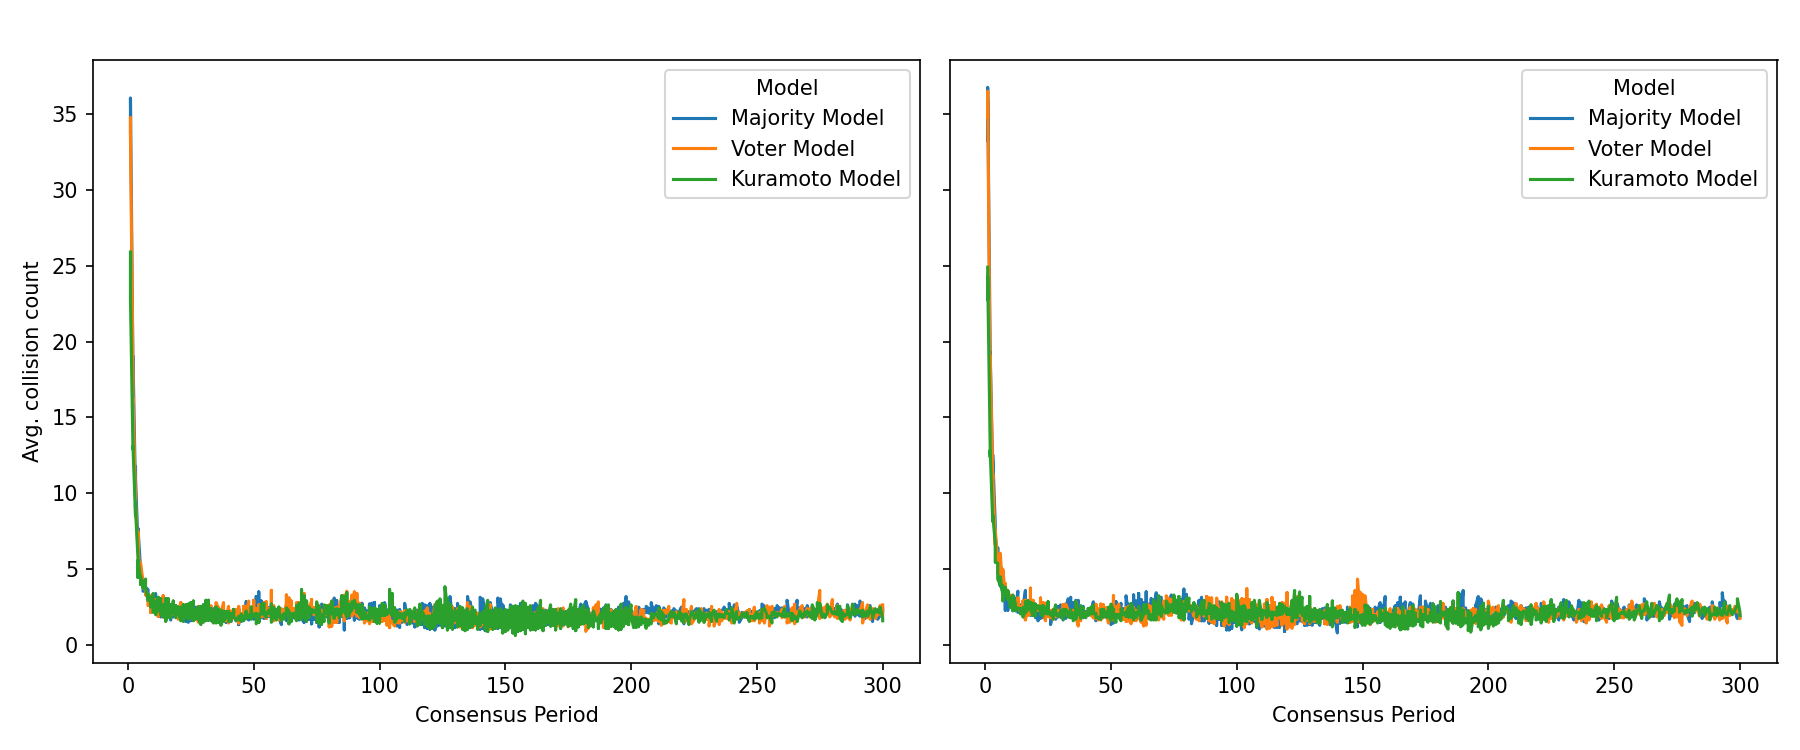 Avg. collision count
35
30
25
20
15
10
5
0
Model
Majority Model
Voter Model
Kuramoto Model
0 50 100 150 200 250 300
Consensus Period
Model
Majority Model
Voter Model
Kuramoto Model
0 50 100 150 200 250 300
Consensus Period